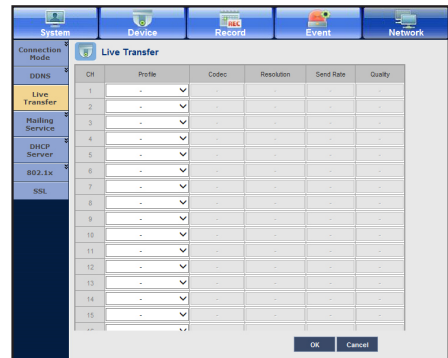 System Device Record Event Network
REC
Connection Mode
DDNS
Live Transfer
Mailing Service
DHCP Server
802.1x
SSL
Live Transfer
CH Profile Codec Resolution Send Rate Quality
1 - - - - -
2 - - - - -
3 - - - - -
4 - - - - -
5 - - - - -
6 - - - - -
7 - - - - -
8 - - - - -
9 - - - - -
10 - - - - -
11 - - - - -
12 - - - - -
13 - - - - -
14 - - - - -
15 - - - - -
OK Cancel